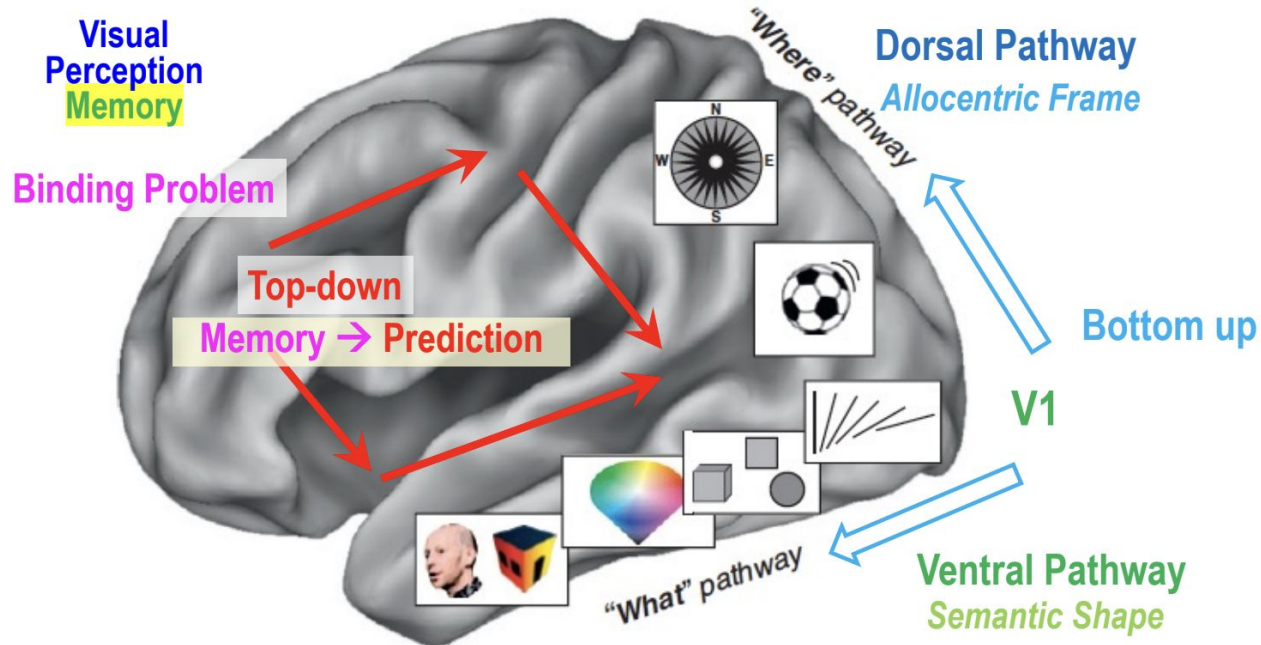 Visual
Perception
Memory
Binding Problem
Top-down
Memory → Prediction
"Where" pathway
N
W
E
S
Dorsal Pathway
Allocentric Frame
Bottom up
V1
"What" pathway
Ventral Pathway
Semantic Shape